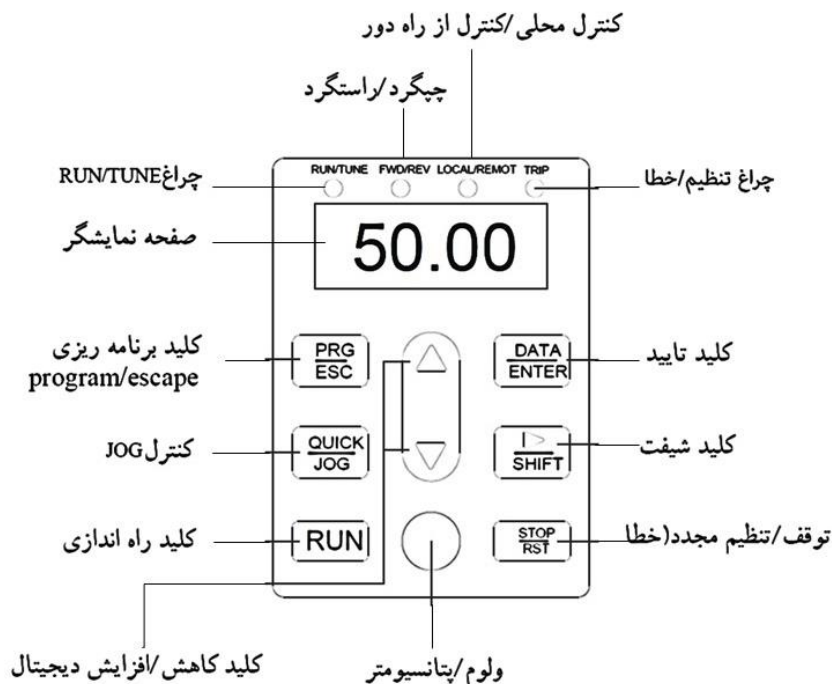 کنترل محلی/کنترل از راه دور
چپگرد/راستگرد
RUN/TUNE FWD/REV LOCAL/REMOT TRIP
چراغRUN/TUNE
چراغ تنظیم/خطا
صفحه نمایشگر
50.00
کلید برنامه ریزی
program/escape
PRG
ESC
DATA
ENTER
کلید تایید
کنترلJOG
QUICK
JOG
SHIFT
کلید شیفت
کلید راه اندازی
RUN
STOP
RST
توقف/تنظیم مجدد(خطا
کلید کاهش/افزایش دیجیتال
ولوم/پتانسیومتر